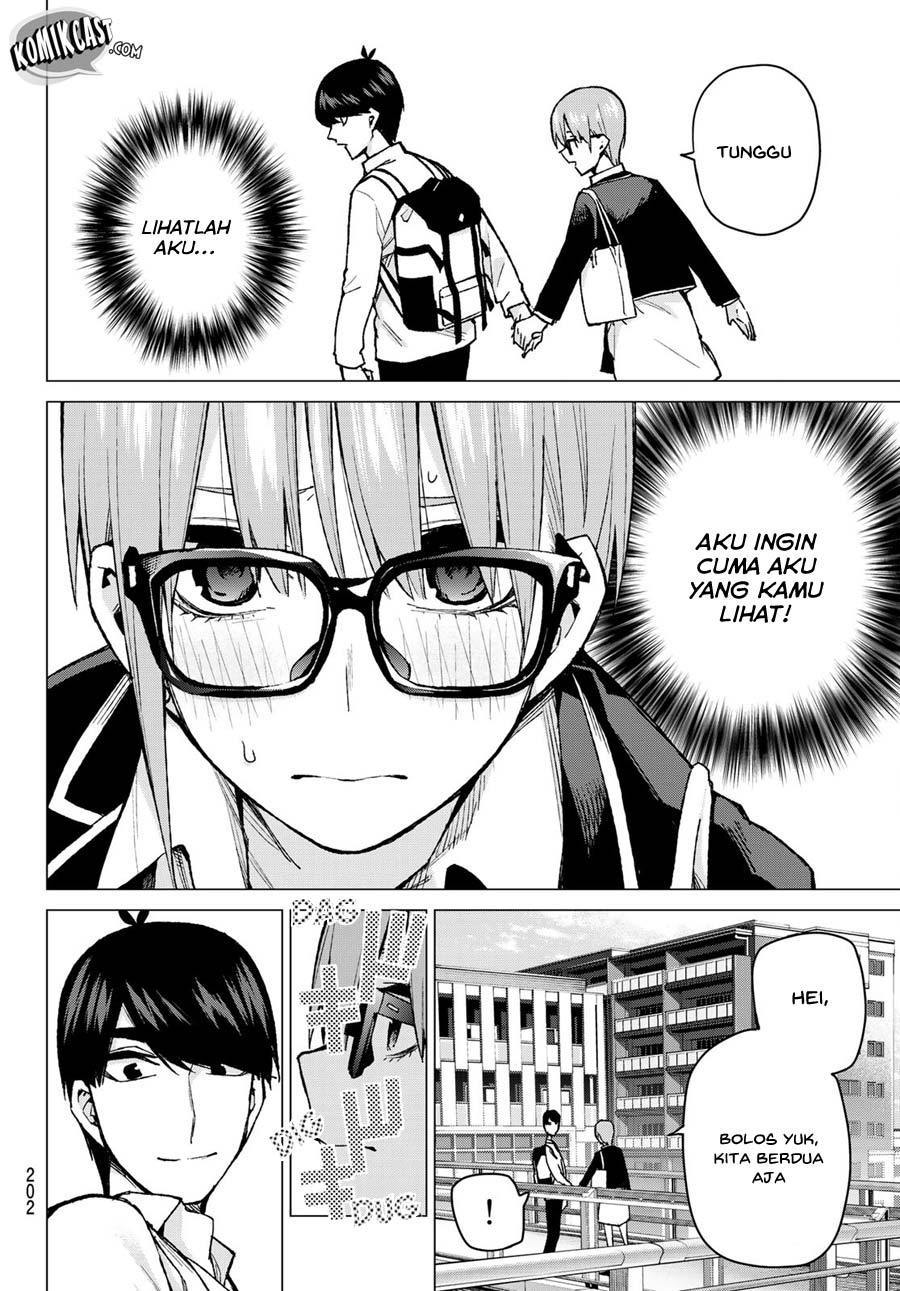 KOMIKCAST.COM
TUNGGU
LIHATLAH
AKU...
AKU INGIN
CUMA AKU
YANG KAMU
LIHAT!
HEI,
BOLOS YUK,
KITA BERDUA
AJA
!
DAG
DIG
DUG
202